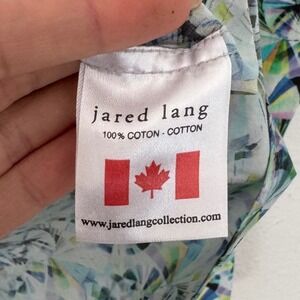 jared lang
100% COTON - COTTON
www.jaredlangcollection.com